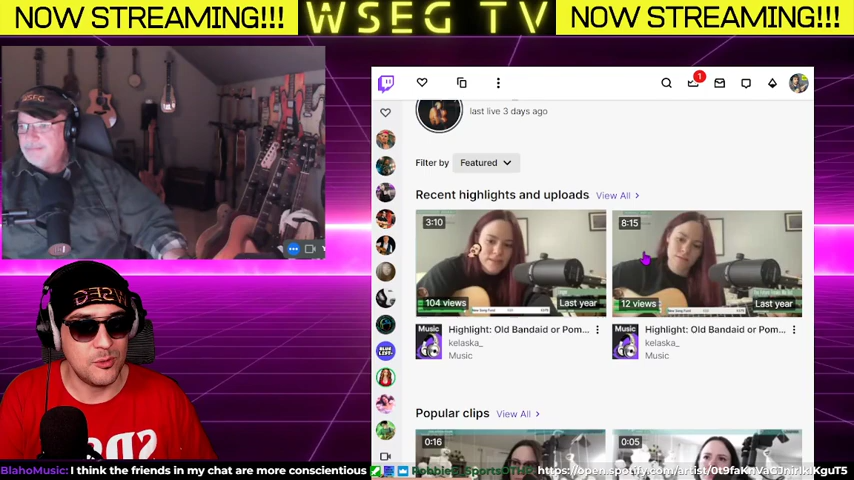 NOW STREAMING!!!
WSEG TV
NOW STREAMING!!!
WSEG
WSEG
1
last live 3 days ago
Filter by
Featured
Recent highlights and uploads
View All
3:10
8:15
104 views
Last year
12 views
Last year
Music
Highlight: Old Bandaid or Pom...
kelaska_
Music
Music
Highlight: Old Bandaid or Pom...
kelaska_
Music
Popular clips
View All
0:16
0:05
BlahoMusic: I think the friends in my chat are more conscientious